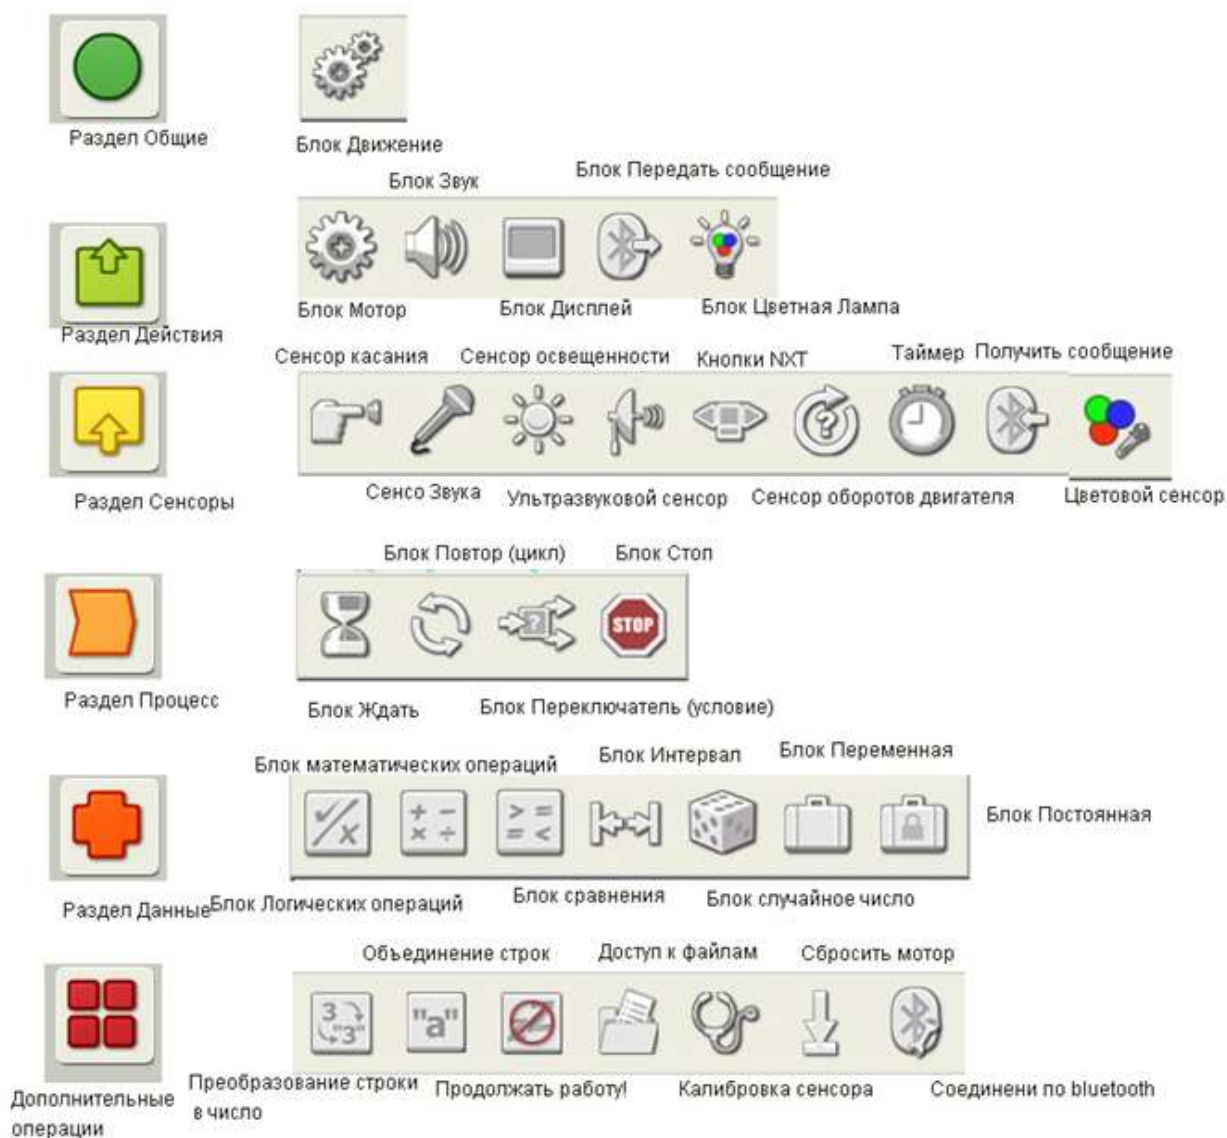 Раздел Общие
Блок Движение
Блок Звук
Блок Передать сообщение
Блок Мотор
Блок Дисплей
Блок Цветная Лампа
Раздел Действия
Сенсор касания
Сенсор освещенности
Кнопки NXT
Таймер
Получить сообщение
Раздел Сенсоры
Сенсо Звука
Ультразвуковой сенсор
Сенсор оборотов двигателя
Цветовой сенсор
Блок Повтор (цикл)
Блок Стоп
STOP
Раздел Процесс
Блок Ждать
Блок Переключатель (условие)
Блок математических операций
Блок Интервал
Блок Переменная
Блок Постоянная
Раздел Данные
Блок Логических операций
Блок сравнения
Блок случайное число
Объединение строк
Доступ к файлам
Сбросить мотор
3 "3"
"a"
Дополнительные
операции
Преобразование строки
в число
Продолжать работу!
Калибровка сенсора
Соединени по bluetooth